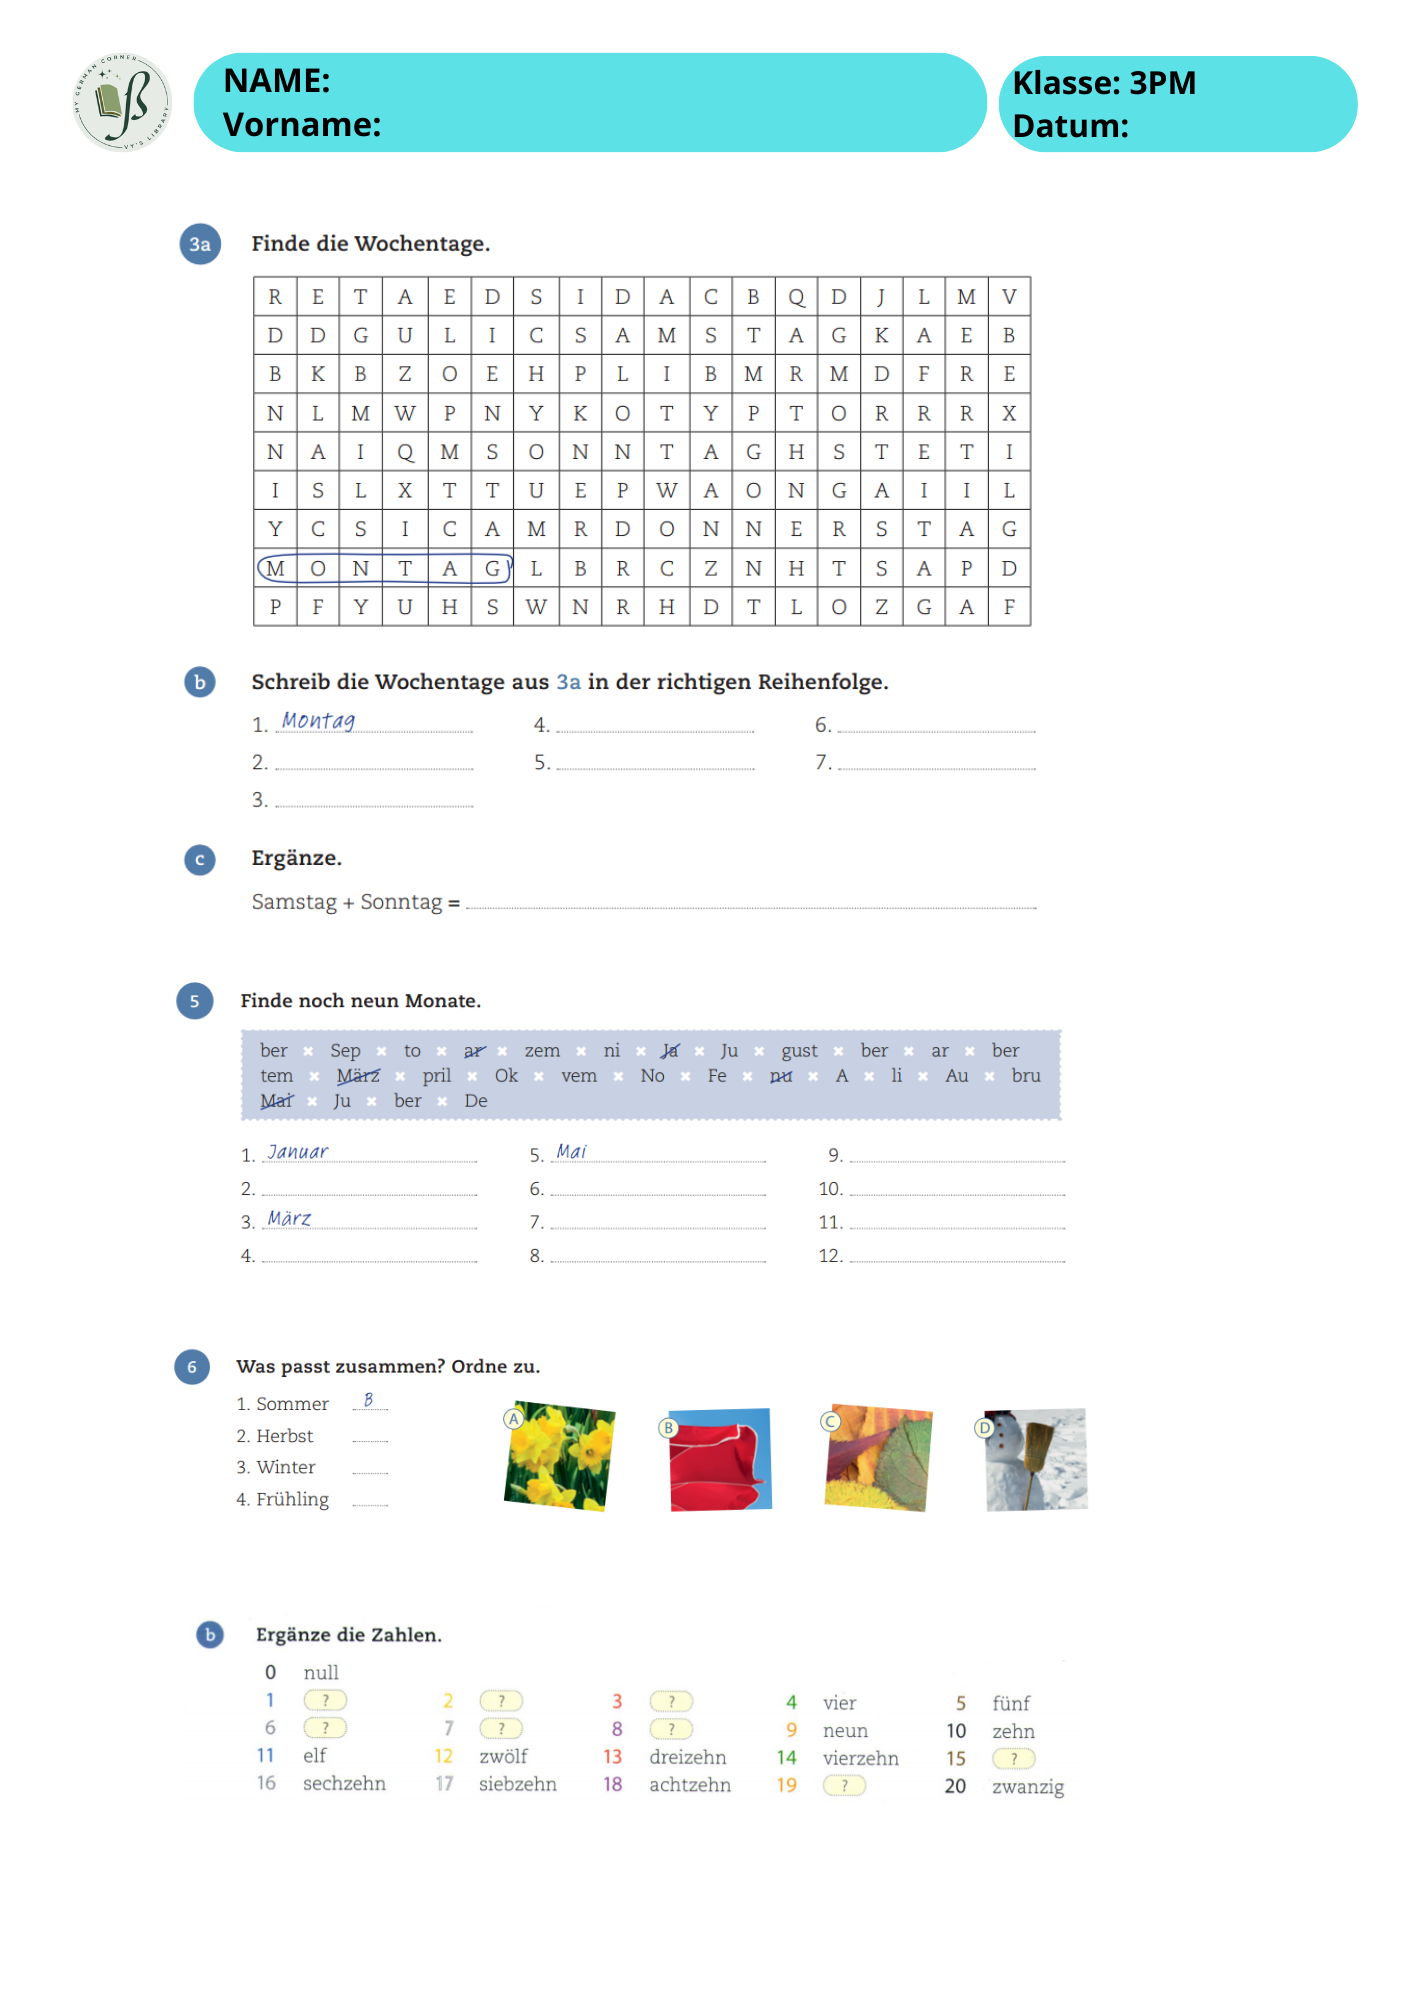 MY GERMAN CORNER
ß
VY'S LIBRARY
NAME:
Vorname:
Klasse: 3PM
Datum:
3a Finde die Wochentage.
R E T A E D S I D A C B Q D J L M V
D D G U L I C S A M S T A G K A E B
B K B Z O E H P L I B M R M D F R E
N L M W P N Y K O T Y P T O R R R X
N A I Q M S O N N T A G H S T E T I
I S L X T T U E P W A O N G A I I L
Y C S I C A M R D O N N E R S T A G
M O N T A G L B R C Z N H T S A P D
P F Y U H S W N R H D T L O Z G A F
b Schreib die Wochentage aus 3a in der richtigen Reihenfolge.
1. Montag 4. 6.
2. 5. 7.
3.
c Ergänze.
Samstag + Sonntag =
5 Finde noch neun Monate.
ber × Sep × to × ar × zem × ni × Ja × Ju × gust × ber × ar × ber
tem × März × pril × Ok × vem × No × Fe × nu × A × li × Au × bru
Mai × Ju × ber × De
1. Januar 5. Mai 9.
2. 6. 10.
3. März 7. 11.
4. 8. 12.
6 Was passt zusammen? Ordne zu.
1. Sommer B
2. Herbst
3. Winter
4. Frühling
A B C D
b Ergänze die Zahlen.
0 null
1 ? 2 ? 3 ? 4 vier 5 fünf
6 ? 7 ? 8 ? 9 neun 10 zehn
11 elf 12 zwölf 13 dreizehn 14 vierzehn 15 ?
16 sechzehn 17 siebzehn 18 achtzehn 19 ? 20 zwanzig